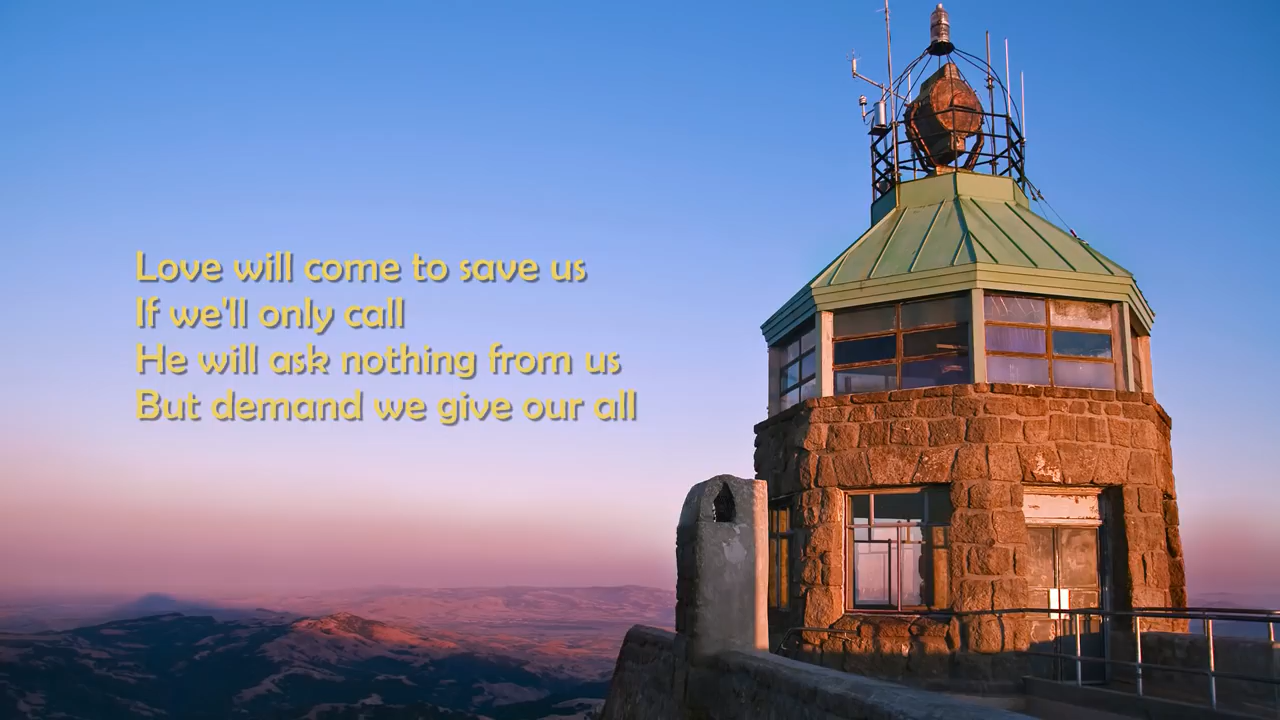 Love will come to save us
If we'll only call
He will ask nothing from us
But demand we give our all